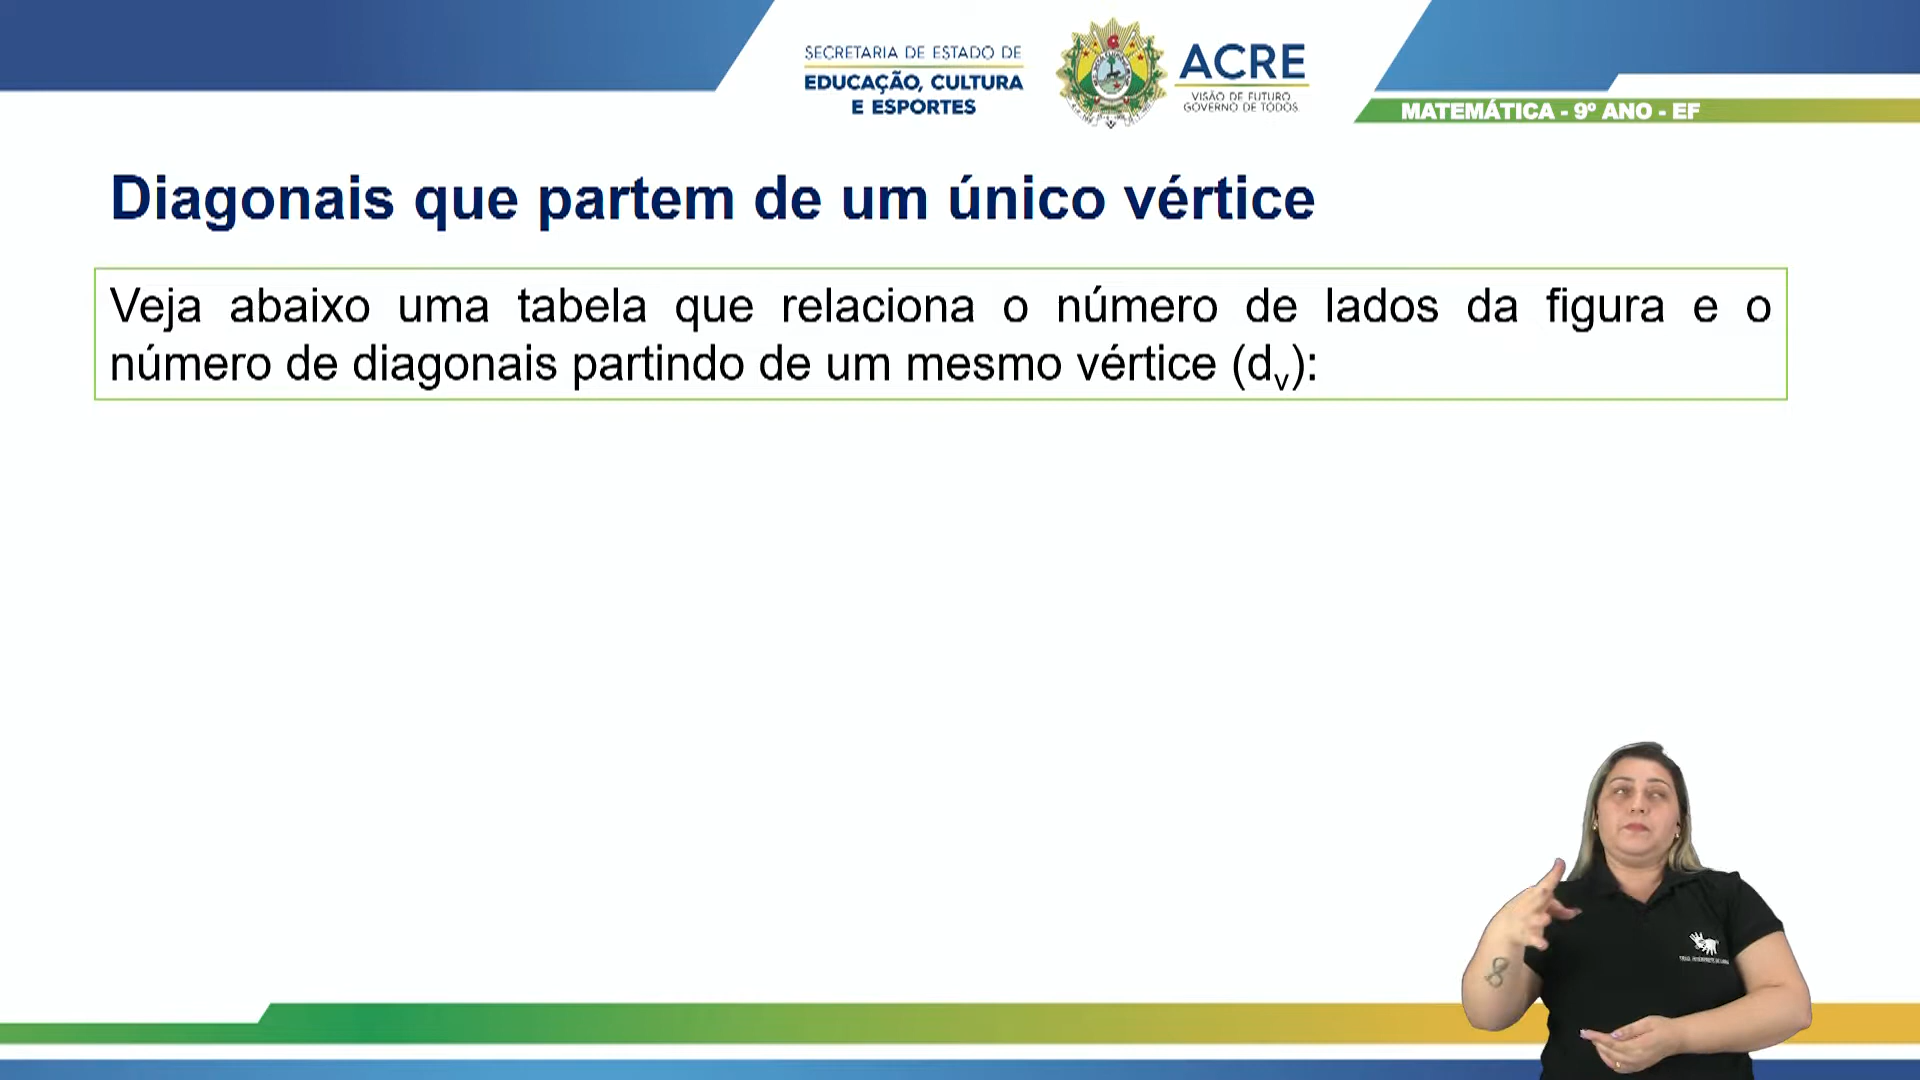 SECRETARIA DE ESTADO DE
EDUCAÇÃO, CULTURA
E ESPORTES
ACRE
VISÃO DE FUTURO
GOVERNO DE TODOS
MATEMÁTICA - 9º ANO - EF
Diagonais que partem de um único vértice
Veja abaixo uma tabela que relaciona o número de lados da figura e o
número de diagonais partindo de um mesmo vértice (dᵥ):